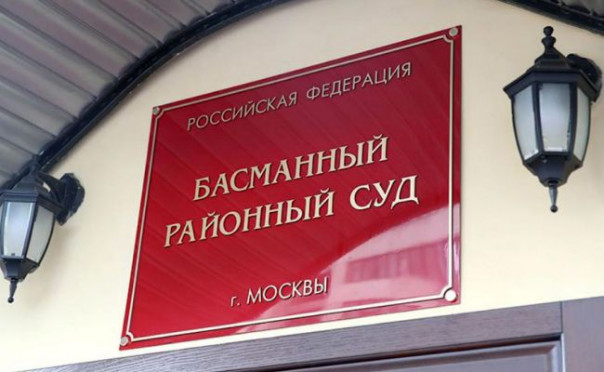 РОССИЙСКАЯ ФЕДЕРАЦИЯ
БАСМАННЫЙ
РАЙОННЫЙ СУД
г. МОСКВЫ